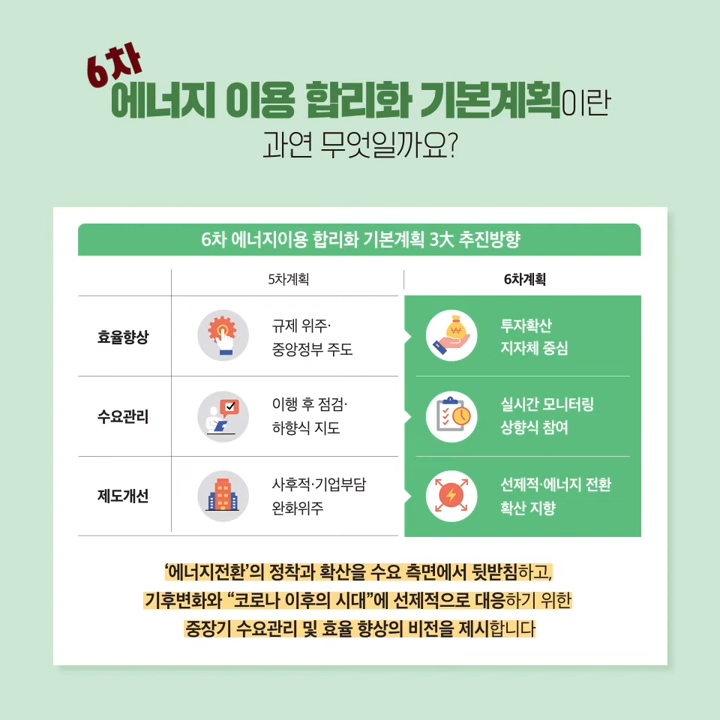 6차
에너지 이용 합리화 기본계획이란
과연 무엇일까요?
6차 에너지이용 합리화 기본계획 3大 추진방향
5차계획
6차계획
효율향상
규제 위주·
중앙정부 주도
투자확산
지자체 중심
수요관리
이행 후 점검·
하향식 지도
실시간 모니터링
상향식 참여
제도개선
사후적·기업부담
완화위주
선제적·에너지 전환
확산 지향
‘에너지전환’의 정착과 확산을 수요 측면에서 뒷받침하고,
기후변화와 “코로나 이후의 시대”에 선제적으로 대응하기 위한
중장기 수요관리 및 효율 향상의 비전을 제시합니다